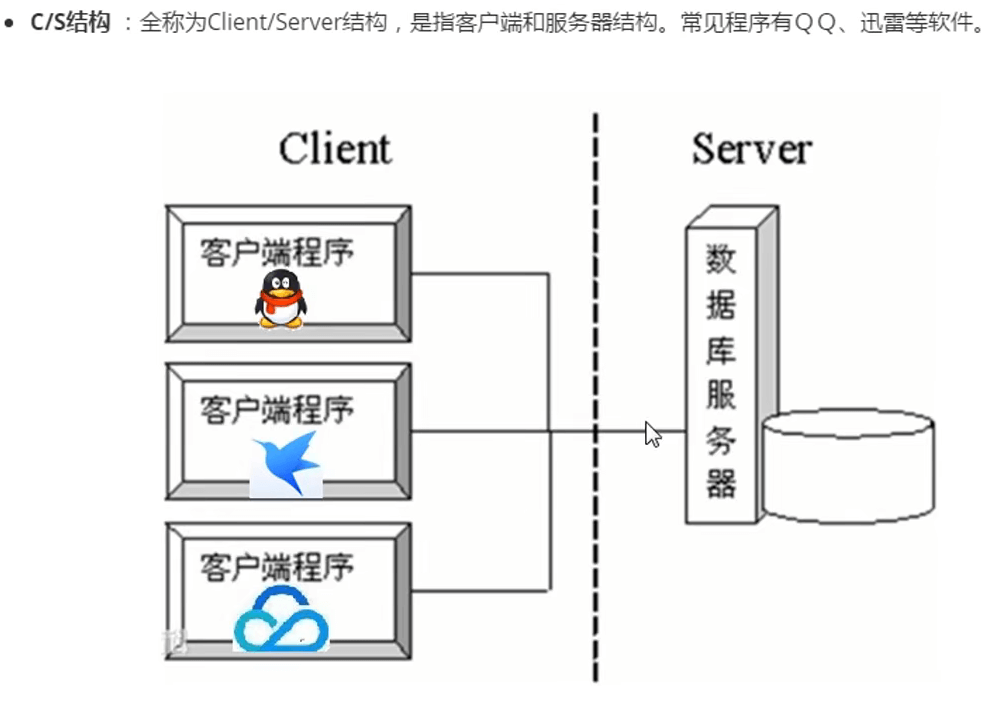 • C/S结构 ：全称为Client/Server结构，是指客户端和服务器结构。常见程序有ＱＱ、迅雷等软件。
Client
Server
客户端程序
客户端程序
客户端程序
数据库服务器